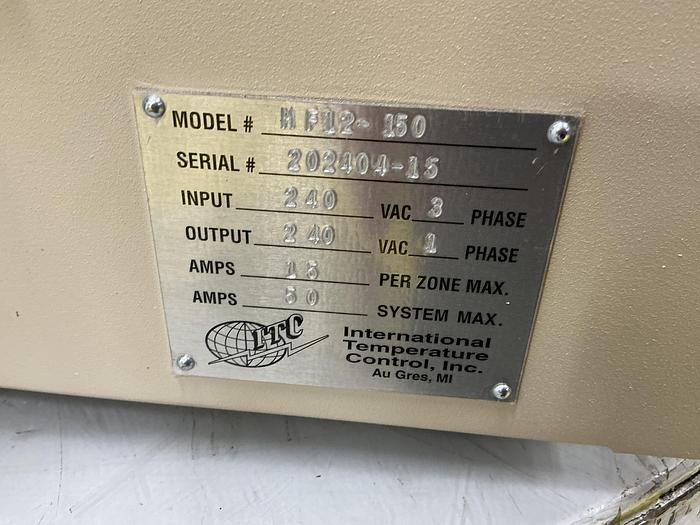 MODEL # MF12-150
SERIAL # 202404-15
INPUT 240 VAC 3 PHASE
OUTPUT 240 VAC 1 PHASE
AMPS 15 PER ZONE MAX.
AMPS 50 SYSTEM MAX.
ITC
International
Temperature
Control, Inc.
Au Gres, MI